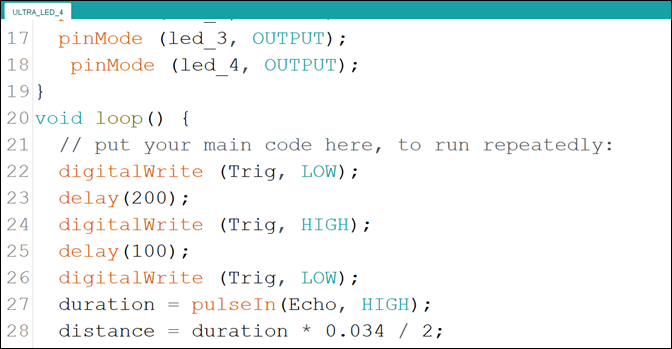 ULTRA_LED_4
17 pinMode (led_3, OUTPUT);
18 pinMode (led_4, OUTPUT);
19 }
20 void loop() {
21 // put your main code here, to run repeatedly:
22 digitalWrite (Trig, LOW);
23 delay(200);
24 digitalWrite (Trig, HIGH);
25 delay(100);
26 digitalWrite (Trig, LOW);
27 duration = pulseIn(Echo, HIGH);
28 distance = duration * 0.034 / 2;